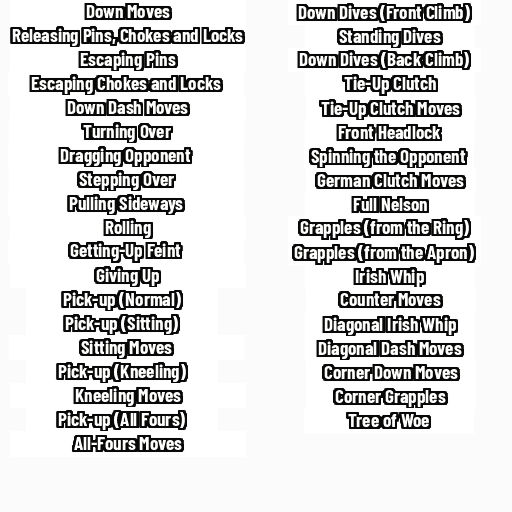 Down Moves
Releasing Pins, Chokes and Locks
Escaping Pins
Escaping Chokes and Locks
Down Dash Moves
Turning Over
Dragging Opponent
Stepping Over
Pulling Sideways
Rolling
Getting-Up Feint
Giving Up
Pick-up (Normal)
Pick-up (Sitting)
Sitting Moves
Pick-up (Kneeling)
Kneeling Moves
Pick-up (All Fours)
All-Fours Moves
Down Dives (Front Climb)
Standing Dives
Down Dives (Back Climb)
Tie-Up Clutch
Tie-Up Clutch Moves
Front Headlock
Spinning the Opponent
German Clutch Moves
Full Nelson
Grapples (from the Ring)
Grapples (from the Apron)
Irish Whip
Counter Moves
Diagonal Irish Whip
Diagonal Dash Moves
Corner Down Moves
Corner Grapples
Tree of Woe